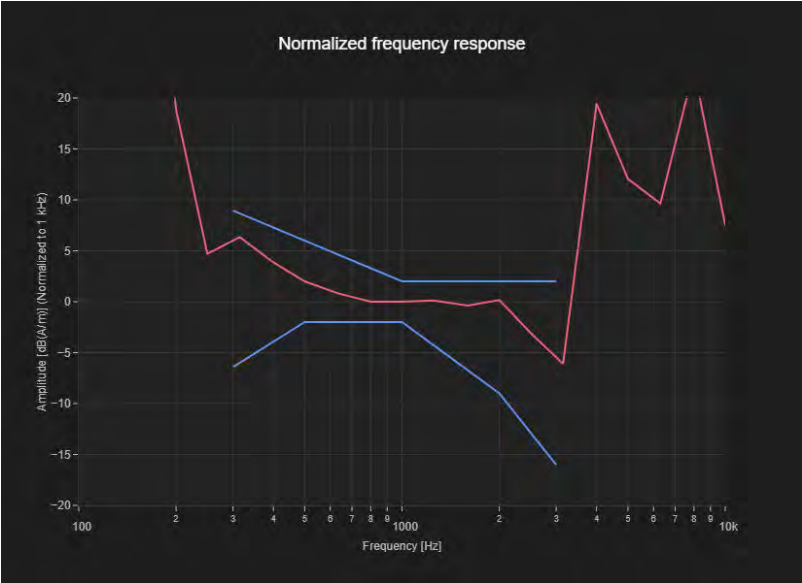 Normalized frequency response
Amplitude [dB(A/m)] (Normalized to 1 kHz)
20
15
10
5
0
−5
−10
−15
−20
100 2 3 4 5 6 7 8 9 1000 2 3 4 5 6 7 8 9 10k
Frequency [Hz]